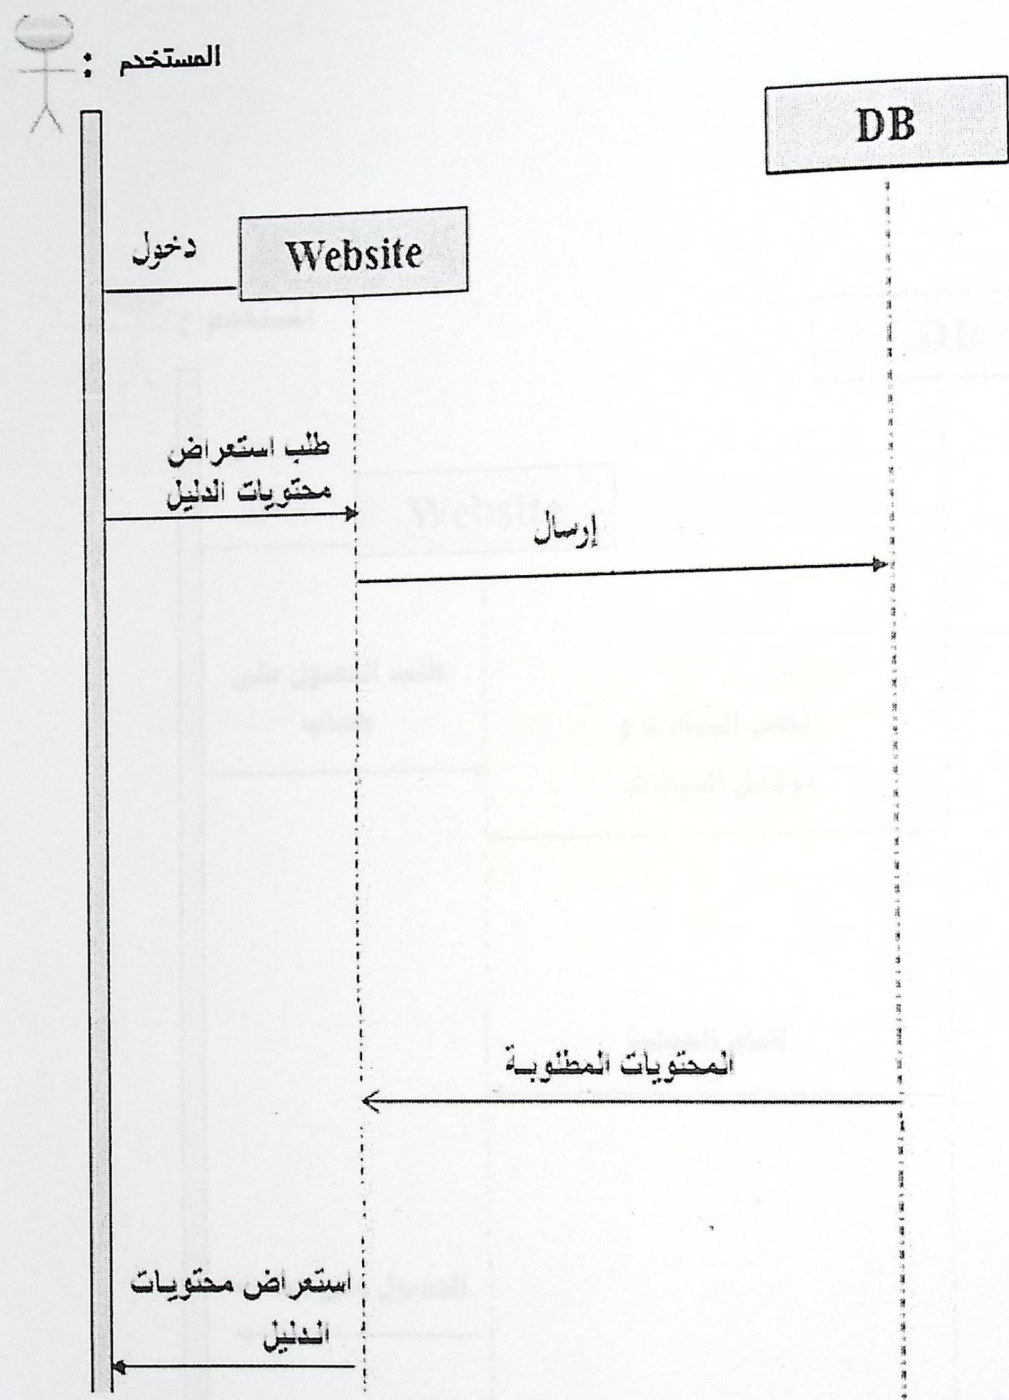 المستخدم :
DB
دخول
Website
طلب استعراض
محتويات الدليل
إرسال
المحتويات المطلوبة
استعراض محتويات
الدليل